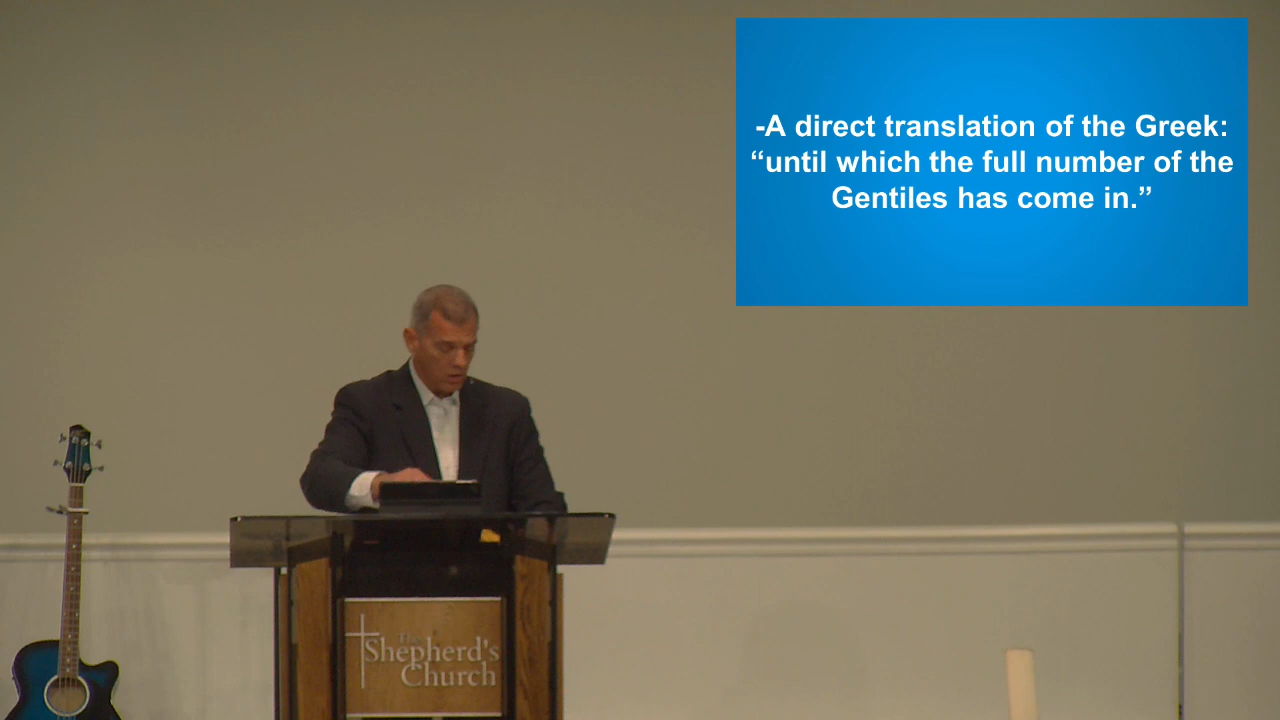 -A direct translation of the Greek:
“until which the full number of the
Gentiles has come in.”
The
Shepherd's
Church